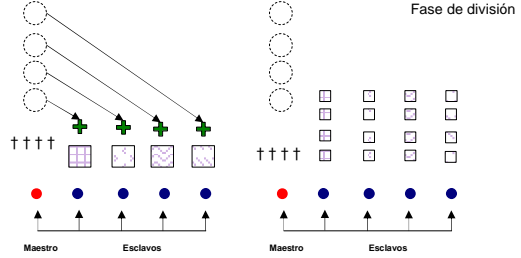 Fase de división
† † † †
† † † †
Maestro Esclavos
Maestro Esclavos